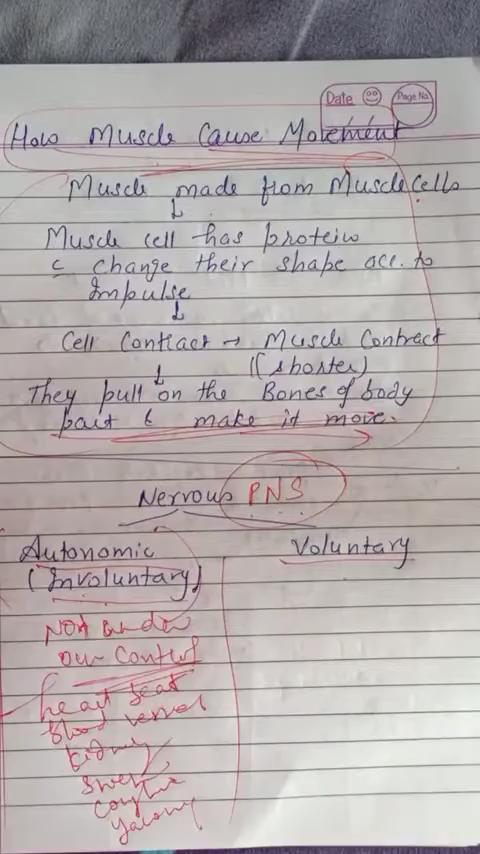 Date
Page No.
How Muscle Cause Movement
Muscle made from Muscle cells
↓
Muscle cell has protein
c change their shape acc. to
Impulse
↓
Cell Contract → Muscle Contract
(shorter)
↓
They pull on the Bones of body
part & make it move.
Nervous PNS
Autonomic
(Involuntary)
Voluntary
Not under
our Control
heart beat
Blood vessel
kidney